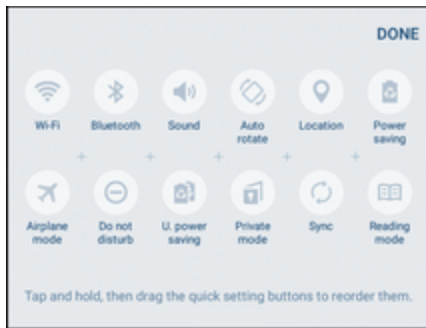 DONE
Wi-Fi Bluetooth Sound Auto rotate Location Power saving
Airplane mode Do not disturb U. power saving Private mode Sync Reading mode
Tap and hold, then drag the quick setting buttons to reorder them.